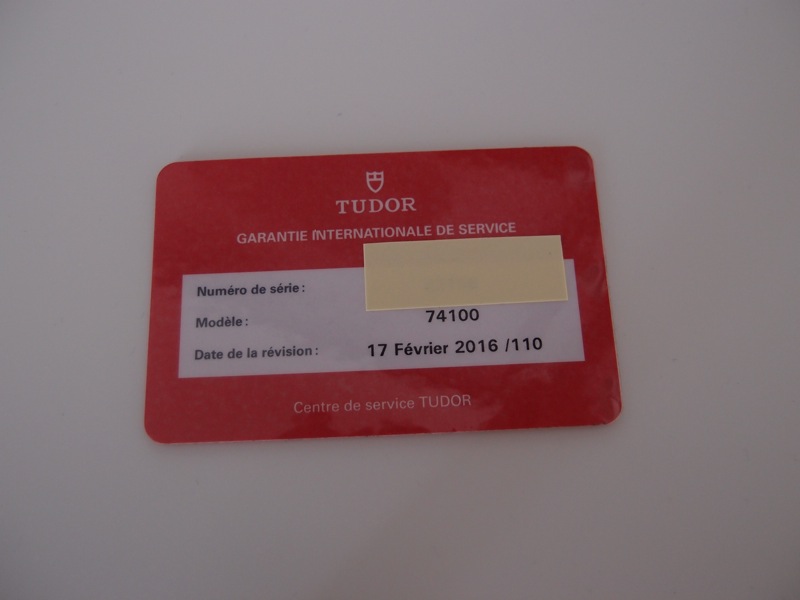 TUDOR
GARANTIE INTERNATIONALE DE SERVICE
Numéro de série :
Modèle : 74100
Date de la révision : 17 Février 2016 /110
Centre de service TUDOR